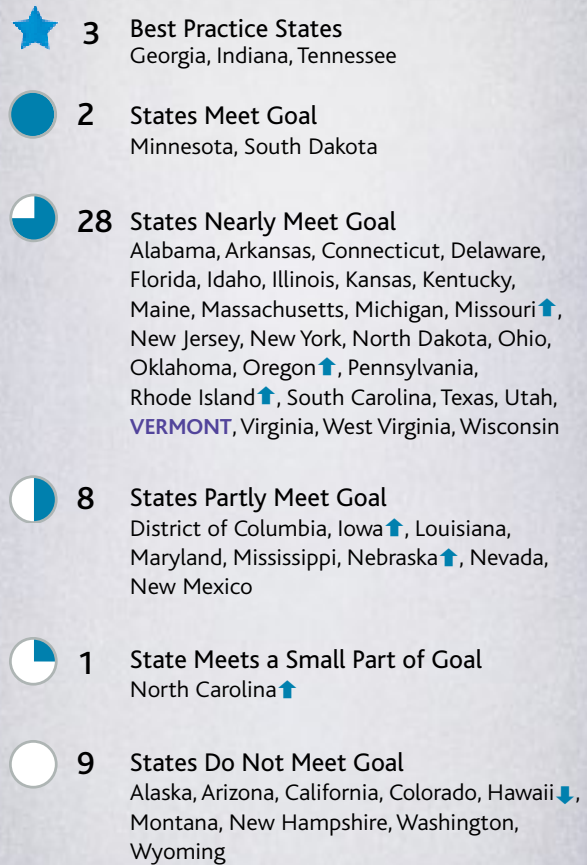 3 Best Practice States
Georgia, Indiana, Tennessee
2 States Meet Goal
Minnesota, South Dakota
28 States Nearly Meet Goal
Alabama, Arkansas, Connecticut, Delaware,
Florida, Idaho, Illinois, Kansas, Kentucky,
Maine, Massachusetts, Michigan, Missouri⬆,
New Jersey, New York, North Dakota, Ohio,
Oklahoma, Oregon⬆, Pennsylvania,
Rhode Island⬆, South Carolina, Texas, Utah,
VERMONT, Virginia, West Virginia, Wisconsin
8 States Partly Meet Goal
District of Columbia, Iowa⬆, Louisiana,
Maryland, Mississippi, Nebraska⬆, Nevada,
New Mexico
1 State Meets a Small Part of Goal
North Carolina⬆
9 States Do Not Meet Goal
Alaska, Arizona, California, Colorado, Hawaii⬇,
Montana, New Hampshire, Washington,
Wyoming